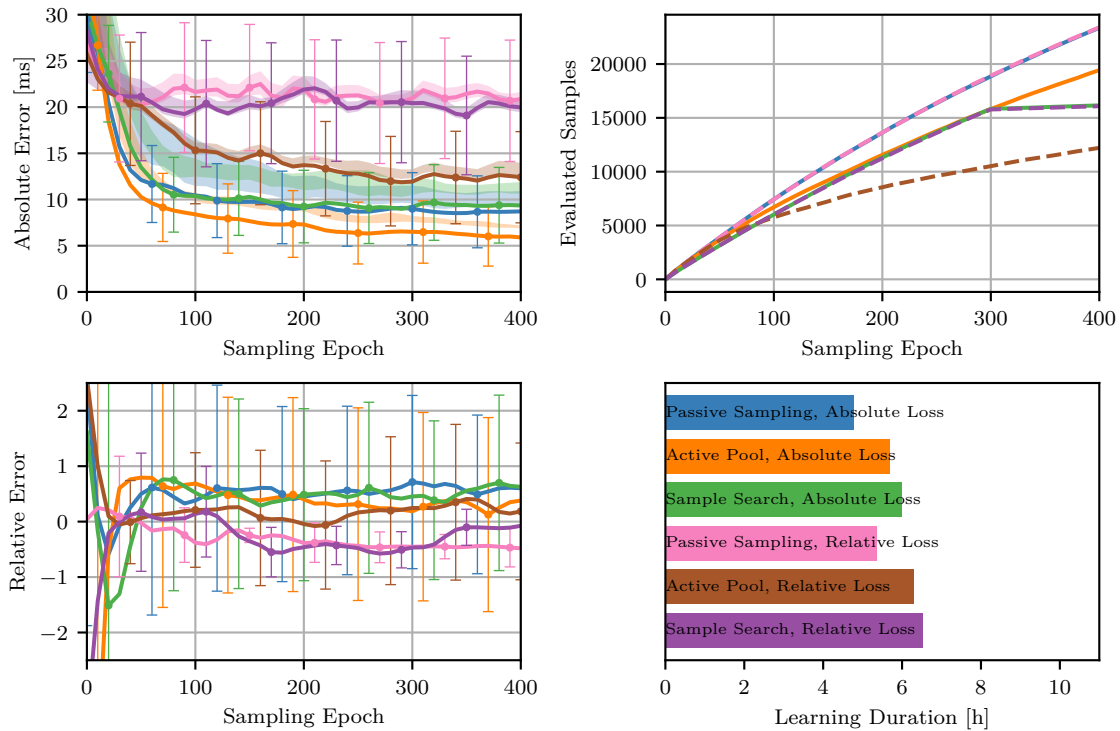 30
25
20
15
10
5
0
Absolute Error [ms]
0
100
200
300
400
Sampling Epoch
20000
15000
10000
5000
0
Evaluated Samples
0
100
200
300
400
Sampling Epoch
2
1
0
−1
−2
Relative Error
0
100
200
300
400
Sampling Epoch
Passive Sampling, Absolute Loss
Active Pool, Absolute Loss
Sample Search, Absolute Loss
Passive Sampling, Relative Loss
Active Pool, Relative Loss
Sample Search, Relative Loss
0
2
4
6
8
10
Learning Duration [h]